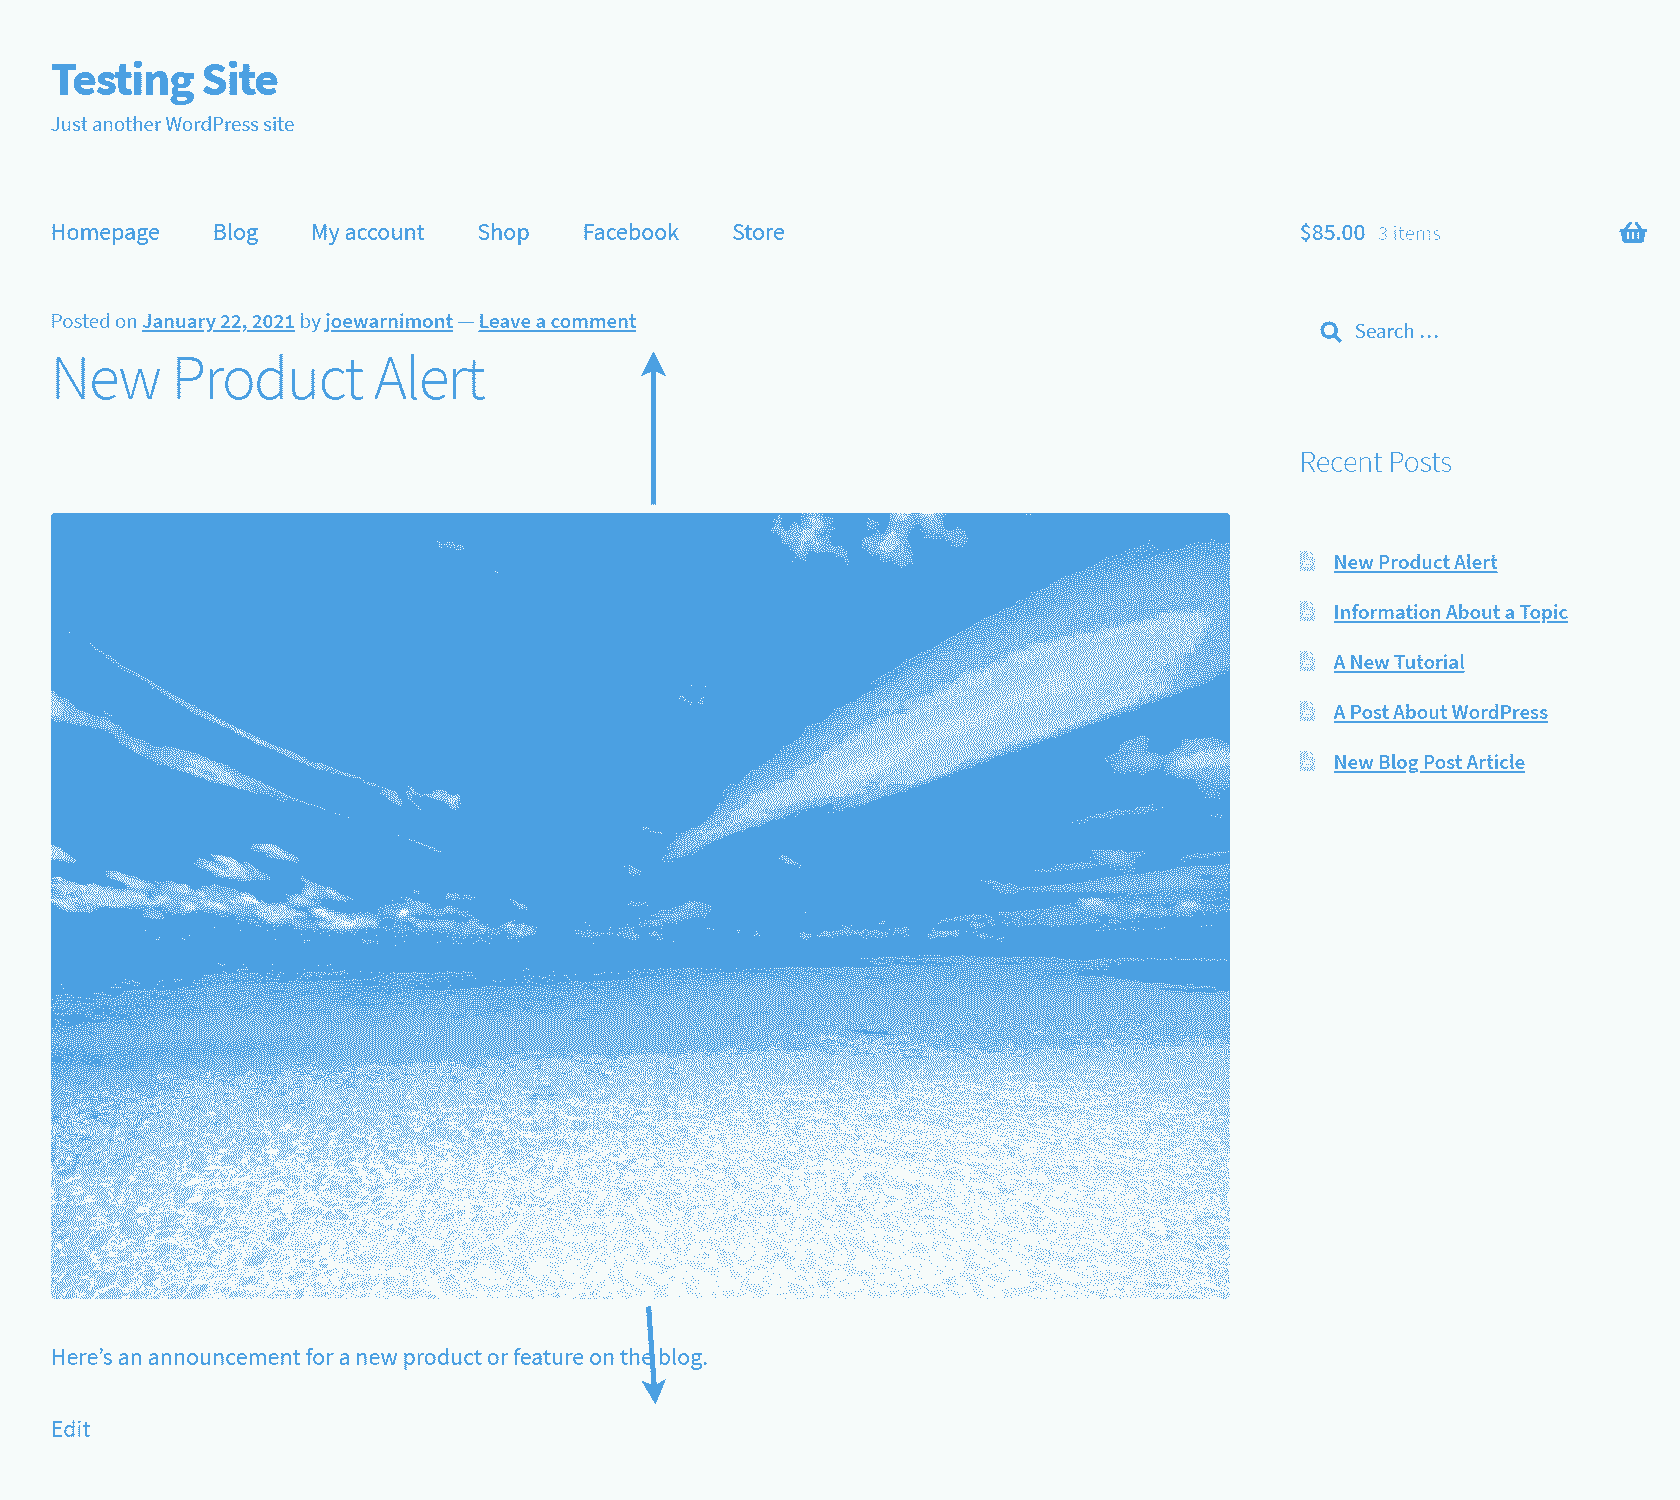 Testing Site
Just another WordPress site
Homepage Blog My account Shop Facebook Store $85.00 3 items
Posted on January 22, 2021 by joewarnimont — Leave a comment
New Product Alert
Search …
Recent Posts
New Product Alert
Information About a Topic
A New Tutorial
A Post About WordPress
New Blog Post Article
Here’s an announcement for a new product or feature on the blog.
Edit